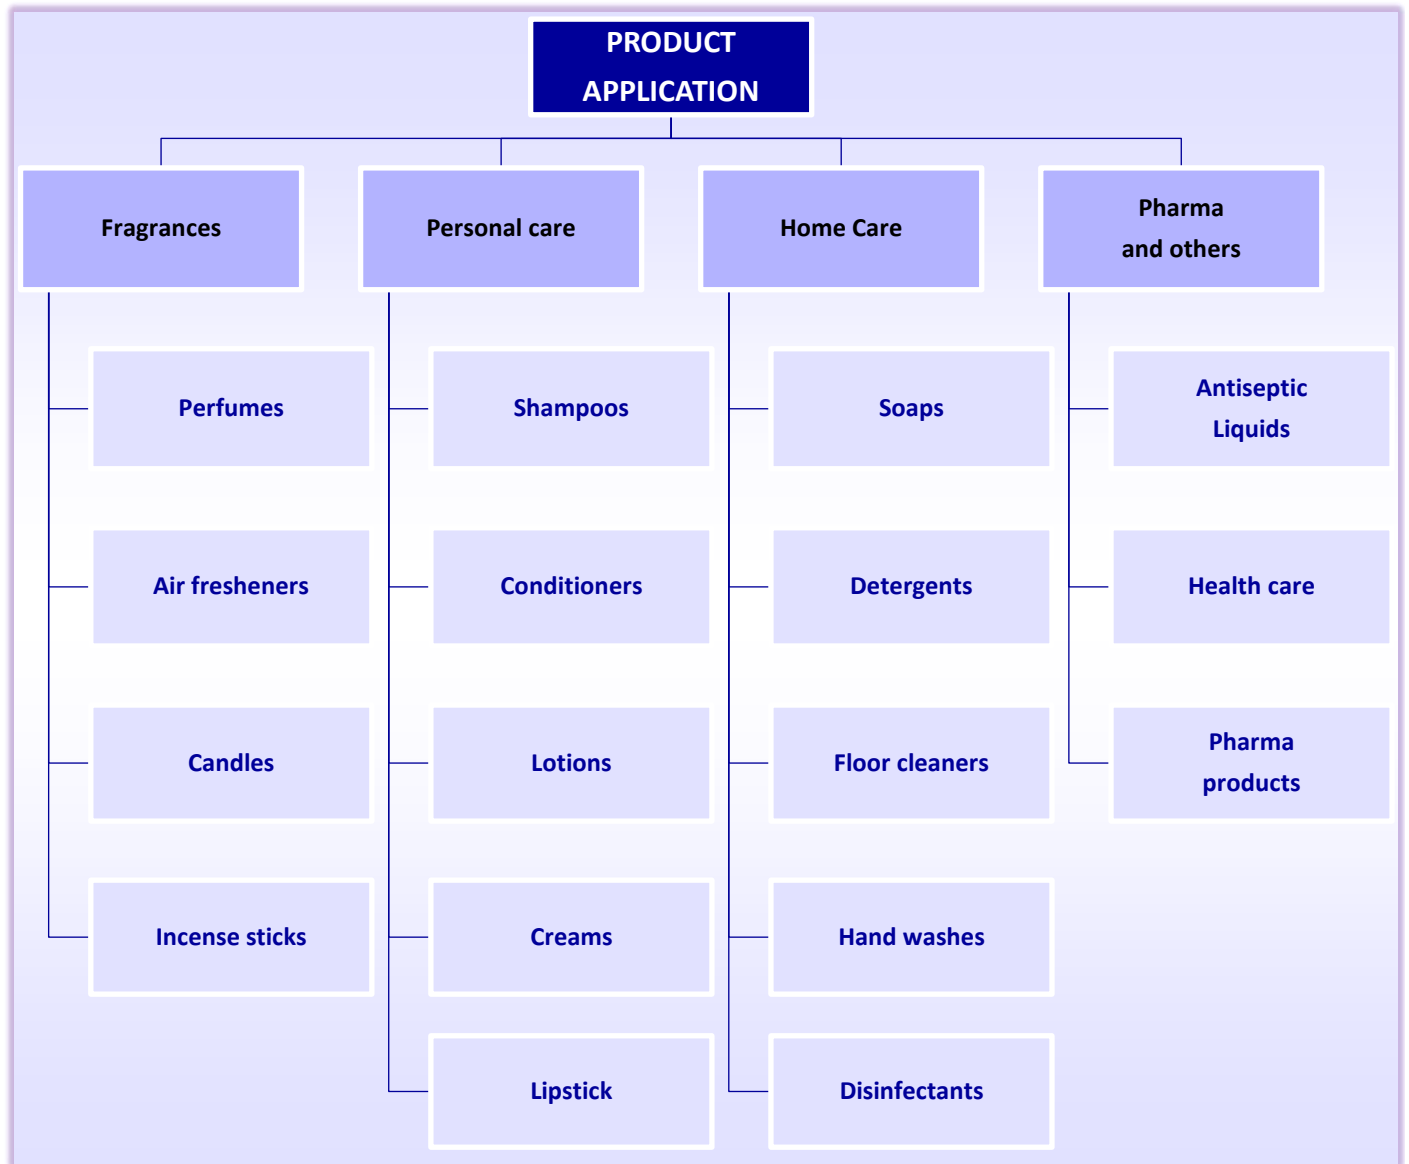 PRODUCT
APPLICATION
Fragrances
Personal care
Home Care
Pharma
and others
Perfumes
Shampoos
Soaps
Antiseptic
Liquids
Air fresheners
Conditioners
Detergents
Health care
Candles
Lotions
Floor cleaners
Pharma
products
Incense sticks
Creams
Hand washes
Lipstick
Disinfectants